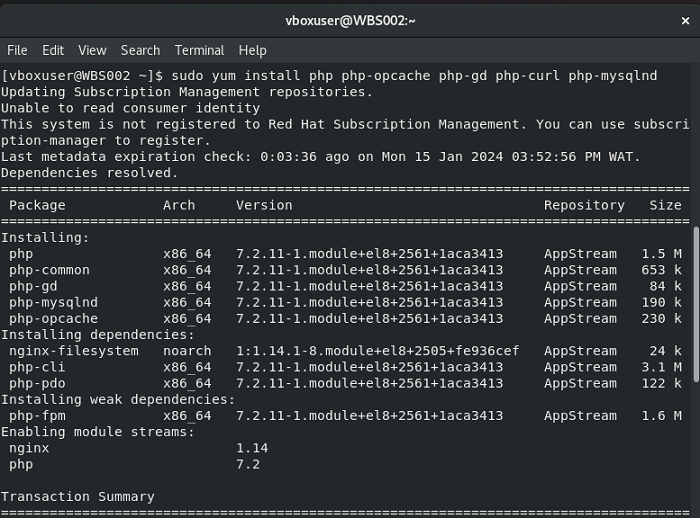 vboxuser@WBS002:~
×
File Edit View Search Terminal Help
[vboxuser@WBS002 ~]$ sudo yum install php php-opcache php-gd php-curl php-mysqlnd
Updating Subscription Management repositories.
Unable to read consumer identity
This system is not registered to Red Hat Subscription Management. You can use subscri
ption-manager to register.
Last metadata expiration check: 0:03:36 ago on Mon 15 Jan 2024 03:52:56 PM WAT.
Dependencies resolved.
=====================================================================================
 Package            Arch     Version                               Repository   Size
=====================================================================================
Installing:
 php                x86_64   7.2.11-1.module+el8+2561+1aca3413     AppStream   1.5 M
 php-common         x86_64   7.2.11-1.module+el8+2561+1aca3413     AppStream   653 k
 php-gd             x86_64   7.2.11-1.module+el8+2561+1aca3413     AppStream    84 k
 php-mysqlnd        x86_64   7.2.11-1.module+el8+2561+1aca3413     AppStream   190 k
 php-opcache        x86_64   7.2.11-1.module+el8+2561+1aca3413     AppStream   230 k
Installing dependencies:
 nginx-filesystem   noarch   1:1.14.1-8.module+el8+2505+fe936cef   AppStream    24 k
 php-cli            x86_64   7.2.11-1.module+el8+2561+1aca3413     AppStream   3.1 M
 php-pdo            x86_64   7.2.11-1.module+el8+2561+1aca3413     AppStream   122 k
Installing weak dependencies:
 php-fpm            x86_64   7.2.11-1.module+el8+2561+1aca3413     AppStream   1.6 M
Enabling module streams:
 nginx                       1.14
 php                         7.2
Transaction Summary
=====================================================================================